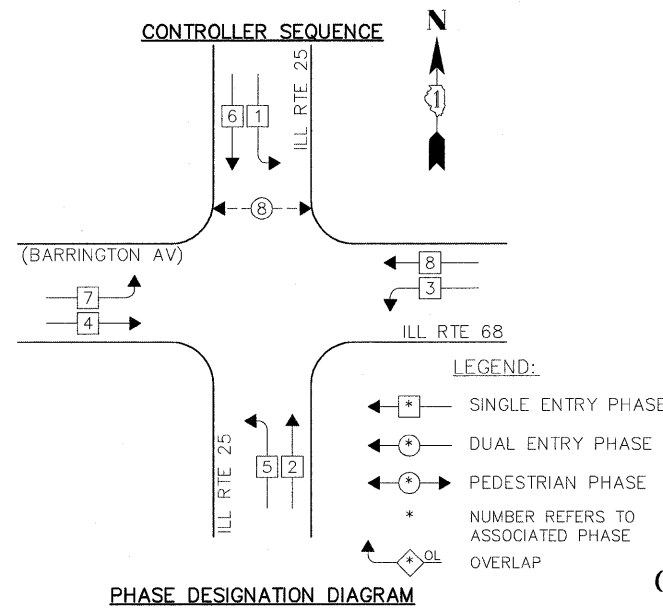 CONTROLLER SEQUENCE
N
ILL RTE 25
6
1
1
8
(BARRINGTON AV)
8
7
3
4
ILL RTE 68
LEGEND:
* SINGLE ENTRY PHASE
* DUAL ENTRY PHASE
ILL RTE 25
5
2
* PEDESTRIAN PHASE
* NUMBER REFERS TO
ASSOCIATED PHASE
* OL OVERLAP
PHASE DESIGNATION DIAGRAM